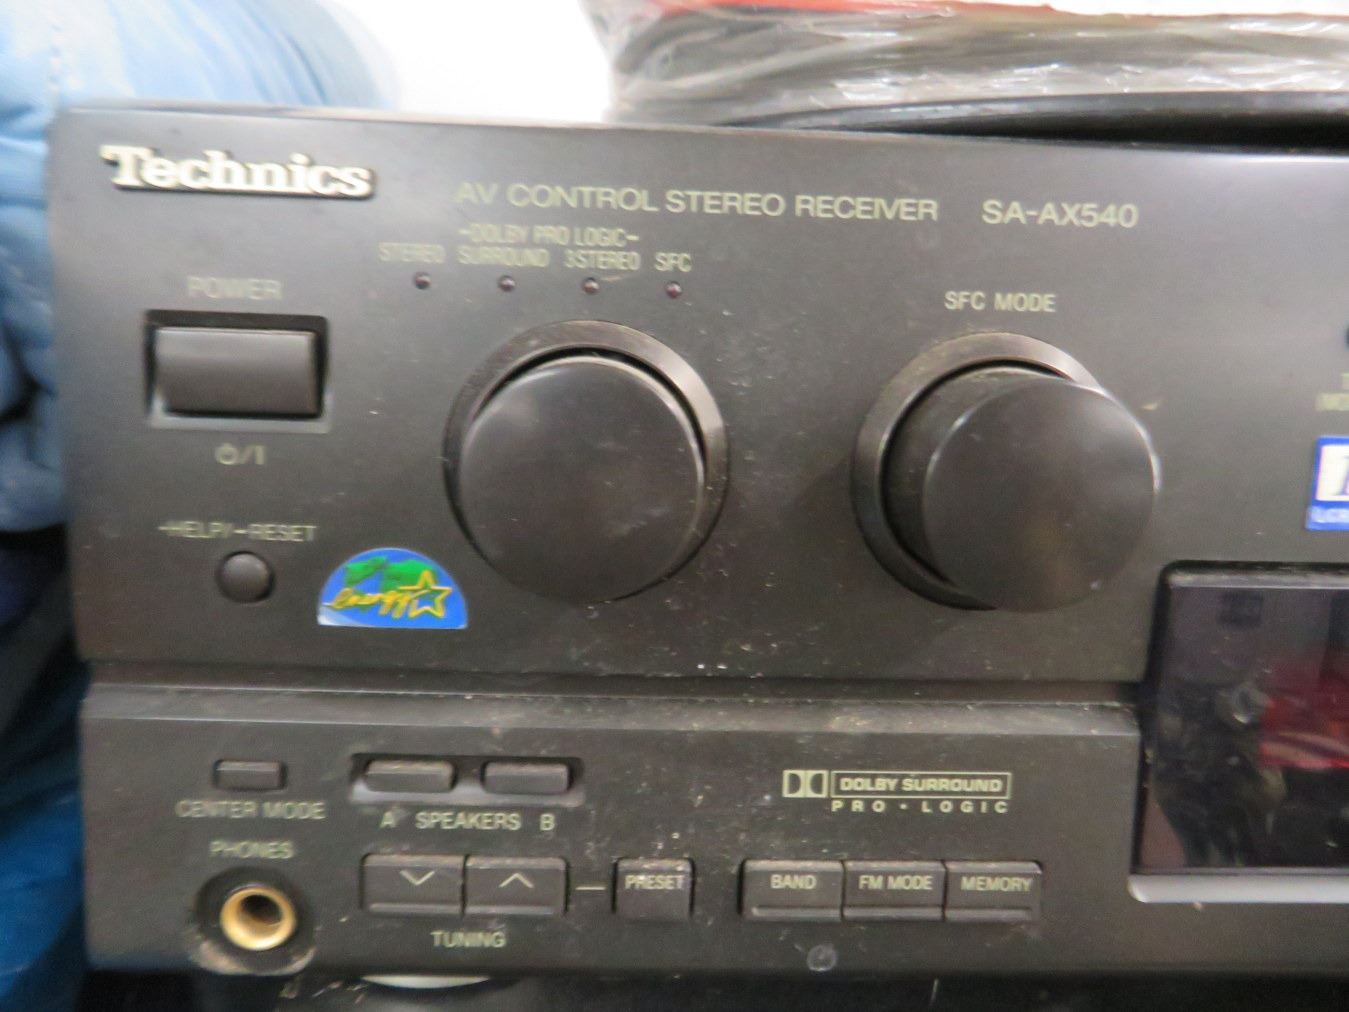 Technics
AV CONTROL STEREO RECEIVER SA-AX540
-DOLBY PRO LOGIC-
STEREO SURROUND 3STEREO SFC
POWER
SFC MODE
⏻/I
-HELP/-RESET
energy
DOLBY SURROUND
PRO • LOGIC
CENTER MODE
A SPEAKERS B
PHONES
PRESET
BAND
FM MODE
MEMORY
TUNING